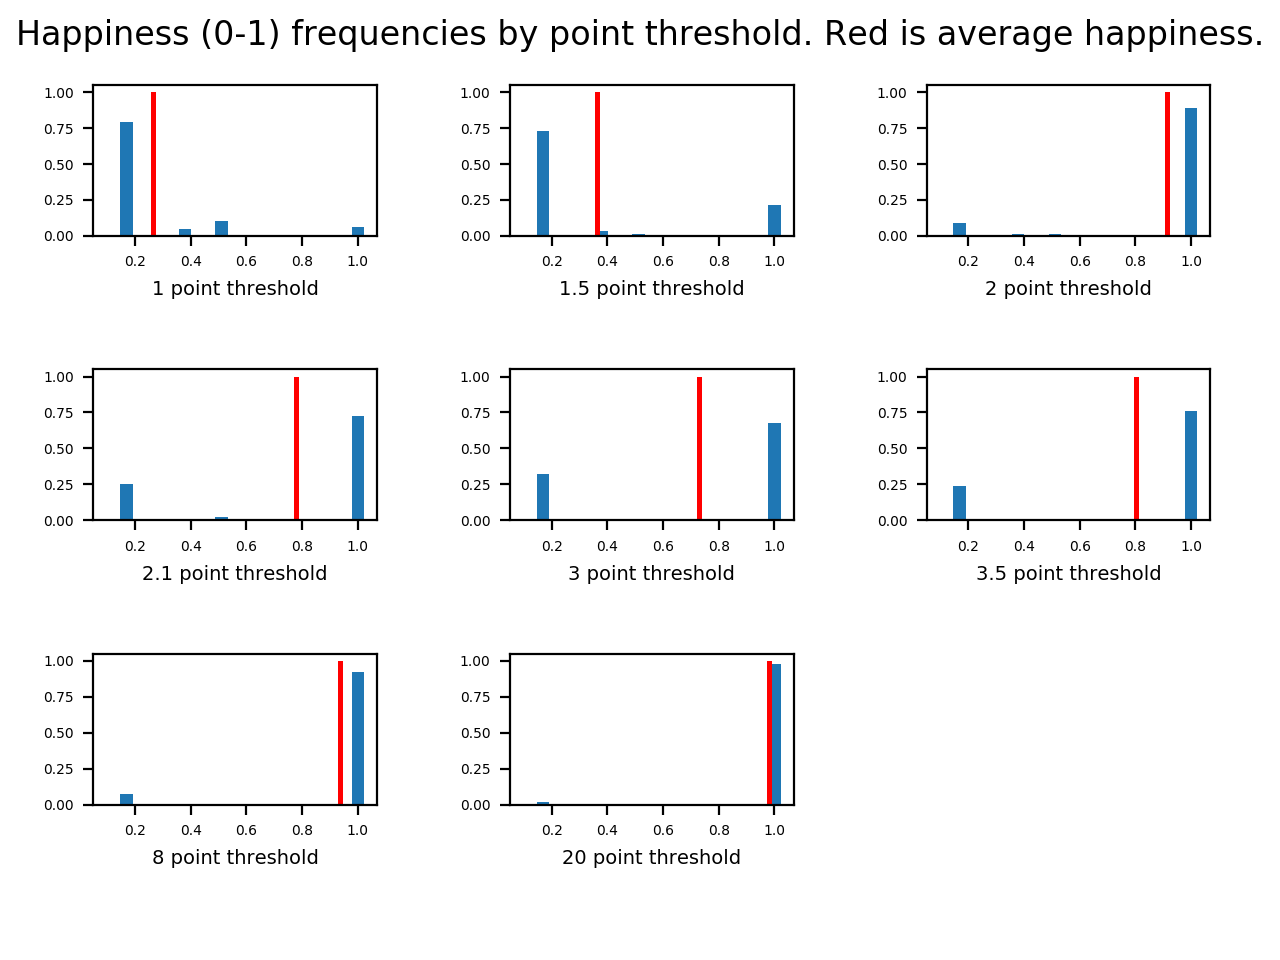 Happiness (0-1) frequencies by point threshold. Red is average happiness.
1.00 1.00 1.00
0.75 0.75 0.75
0.50 0.50 0.50
0.25 0.25 0.25
0.00 0.00 0.00
0.2 0.4 0.6 0.8 1.0 0.2 0.4 0.6 0.8 1.0 0.2 0.4 0.6 0.8 1.0
1 point threshold 1.5 point threshold 2 point threshold
1.00 1.00 1.00
0.75 0.75 0.75
0.50 0.50 0.50
0.25 0.25 0.25
0.00 0.00 0.00
0.2 0.4 0.6 0.8 1.0 0.2 0.4 0.6 0.8 1.0 0.2 0.4 0.6 0.8 1.0
2.1 point threshold 3 point threshold 3.5 point threshold
1.00 1.00
0.75 0.75
0.50 0.50
0.25 0.25
0.00 0.00
0.2 0.4 0.6 0.8 1.0 0.2 0.4 0.6 0.8 1.0
8 point threshold 20 point threshold